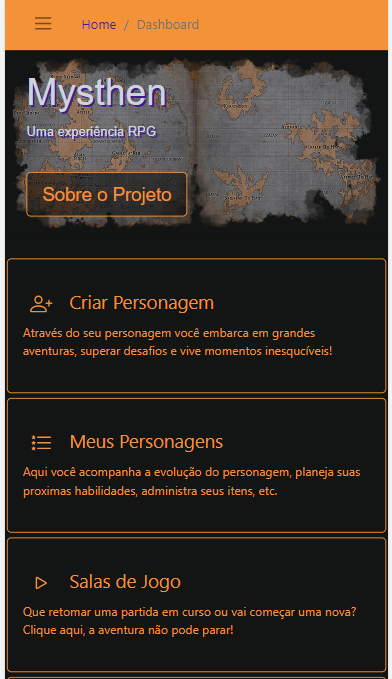 Home / Dashboard
Mysthen
Uma experiência RPG
Sobre o Projeto
Criar Personagem
Através do seu personagem você embarca em grandes
aventuras, superar desafios e vive momentos inesqucíveis!
Meus Personagens
Aqui você acompanha a evolução do personagem, planeja suas
proximas habilidades, administra seus itens, etc.
Salas de Jogo
Que retomar uma partida em curso ou vai começar uma nova?
Clique aqui, a aventura não pode parar!